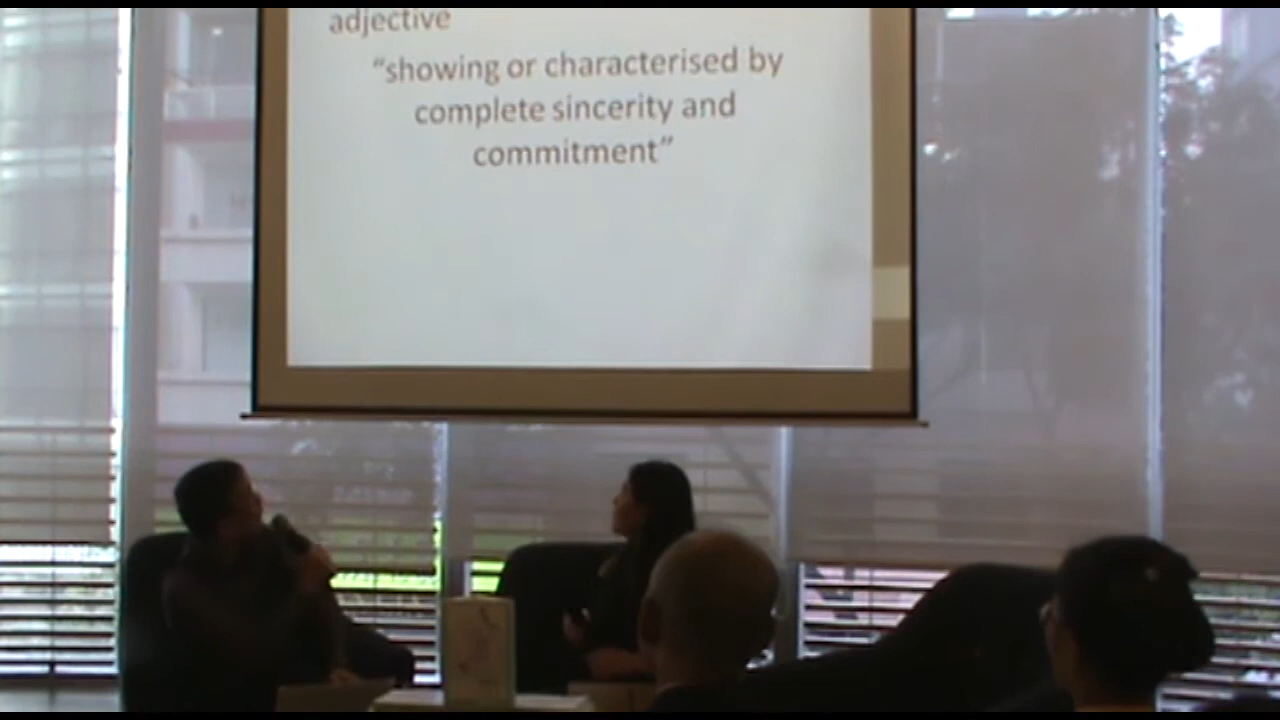 adjective
“showing or characterised by
complete sincerity and
commitment”